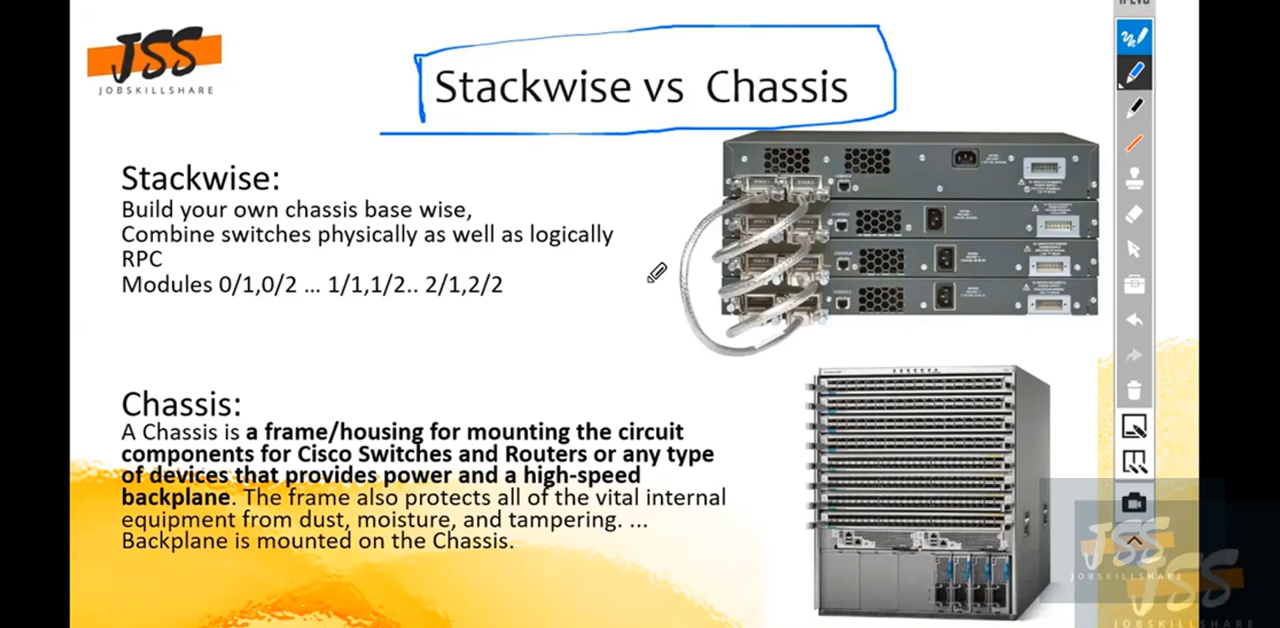 JSS
JOBSKILLSHARE
Stackwise vs Chassis
Stackwise:
Build your own chassis base wise,
Combine switches physically as well as logically
RPC
Modules 0/1,0/2 ... 1/1,1/2.. 2/1,2/2
Chassis:
A Chassis is a frame/housing for mounting the circuit
components for Cisco Switches and Routers or any type
of devices that provides power and a high-speed
backplane. The frame also protects all of the vital internal
equipment from dust, moisture, and tampering. ...
Backplane is mounted on the Chassis.
JSS
JOBSKILLSHARE
JSS
JOBSKILLSHARE